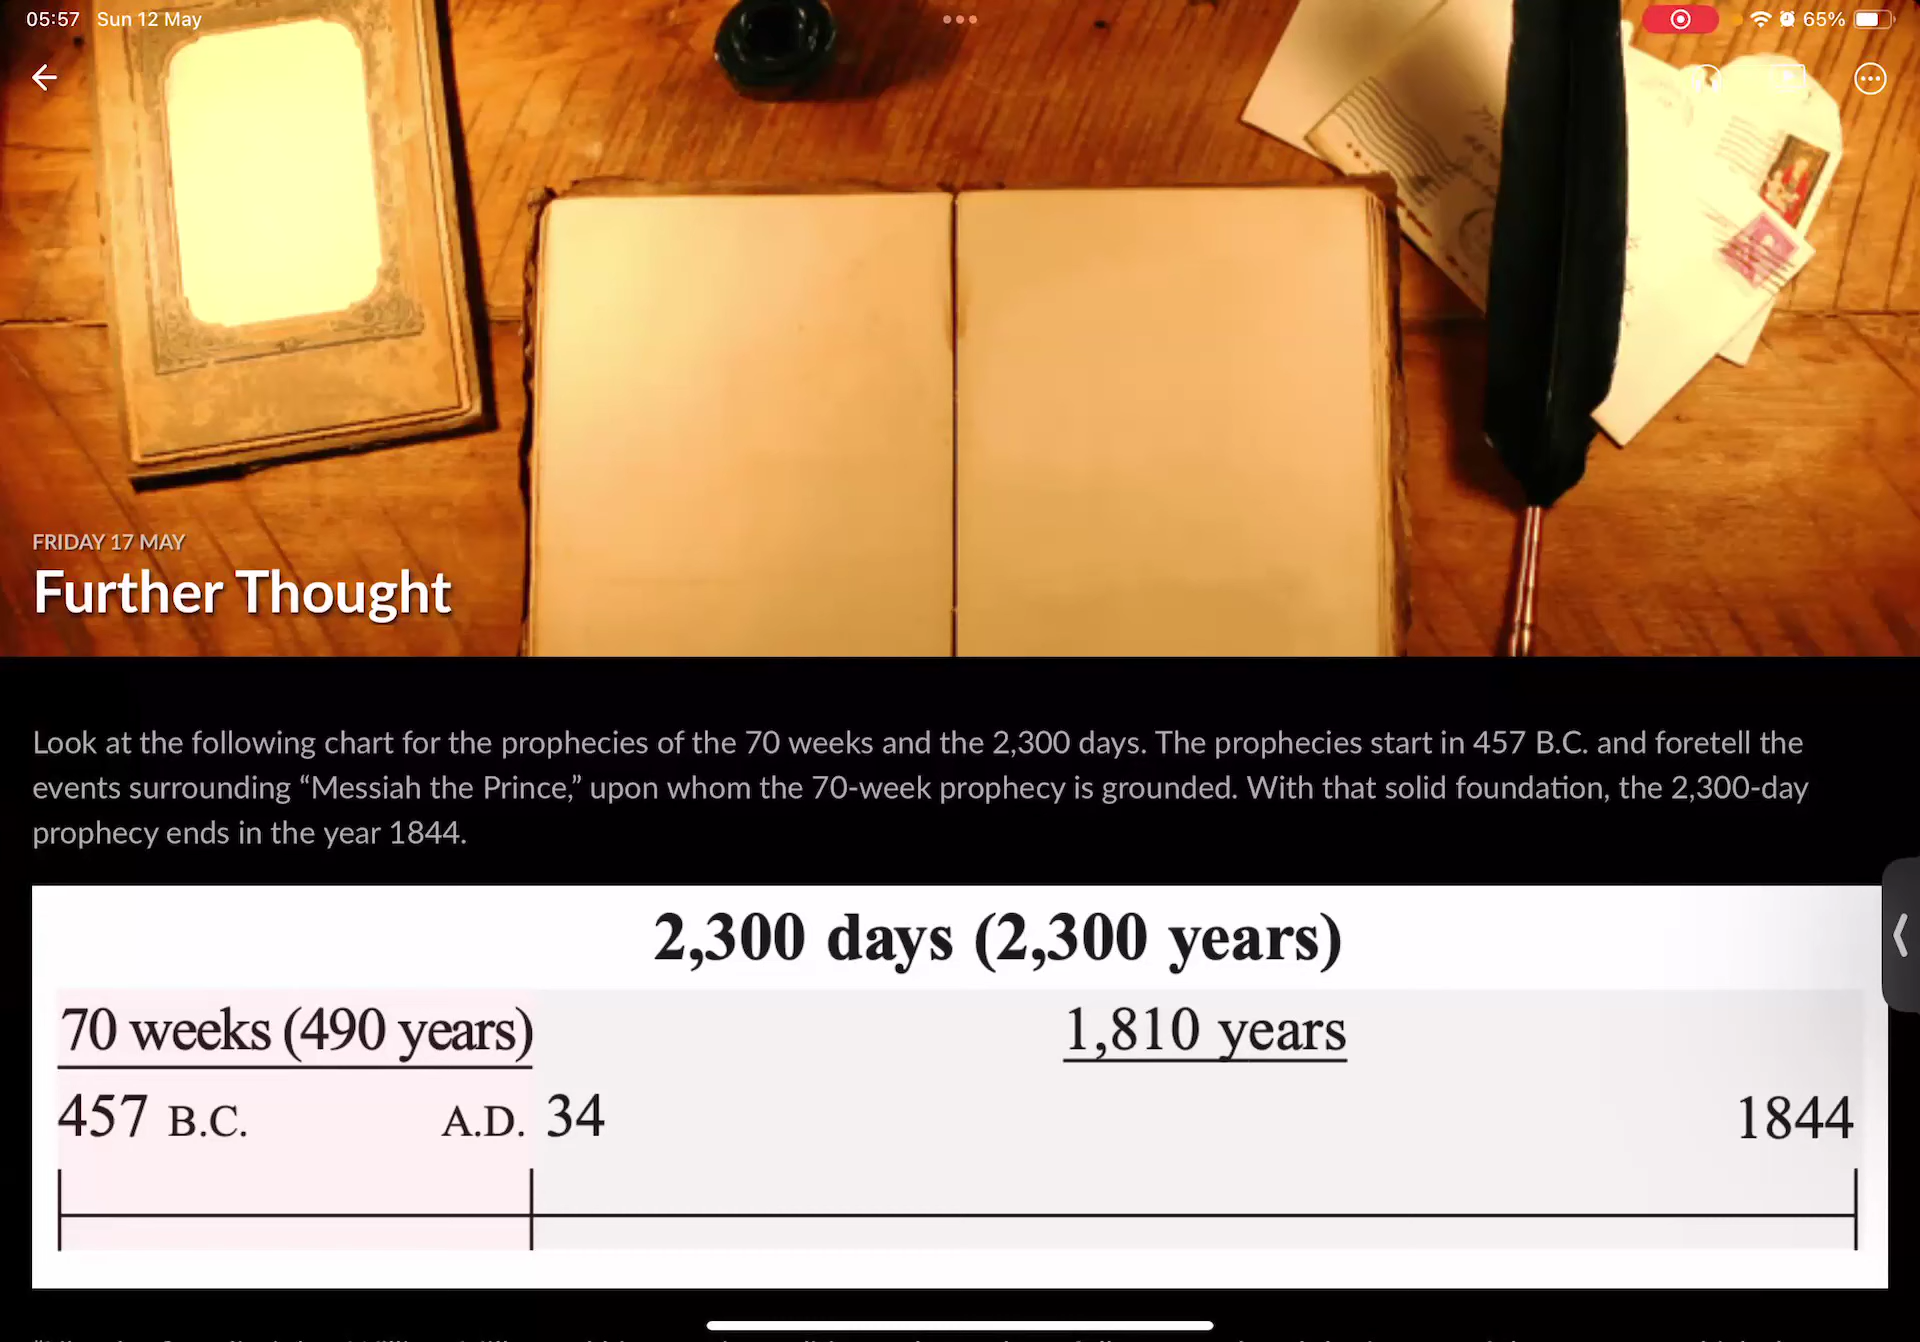 05:57 Sun 12 May
65%
FRIDAY 17 MAY
Further Thought
Look at the following chart for the prophecies of the 70 weeks and the 2,300 days. The prophecies start in 457 B.C. and foretell the
events surrounding “Messiah the Prince,” upon whom the 70-week prophecy is grounded. With that solid foundation, the 2,300-day
prophecy ends in the year 1844.
2,300 days (2,300 years)
70 weeks (490 years)
1,810 years
457 B.C.
A.D. 34
1844